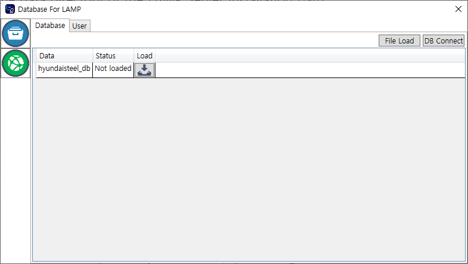 Database For LAMP
Database User
File Load DB Connect
Data Status Load
hyundaisteel_db Not loaded